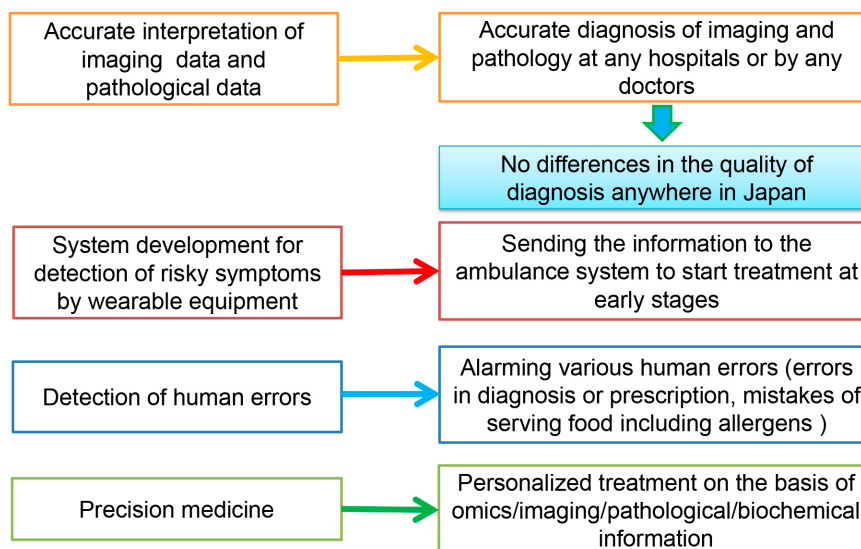 Accurate interpretation of
imaging data and
pathological data
Accurate diagnosis of imaging and
pathology at any hospitals or by any
doctors
No differences in the quality of
diagnosis anywhere in Japan
System development for
detection of risky symptoms
by wearable equipment
Sending the information to the
ambulance system to start treatment at
early stages
Detection of human errors
Alarming various human errors (errors
in diagnosis or prescription, mistakes of
serving food including allergens )
Precision medicine
Personalized treatment on the basis of
omics/imaging/pathological/biochemical
information